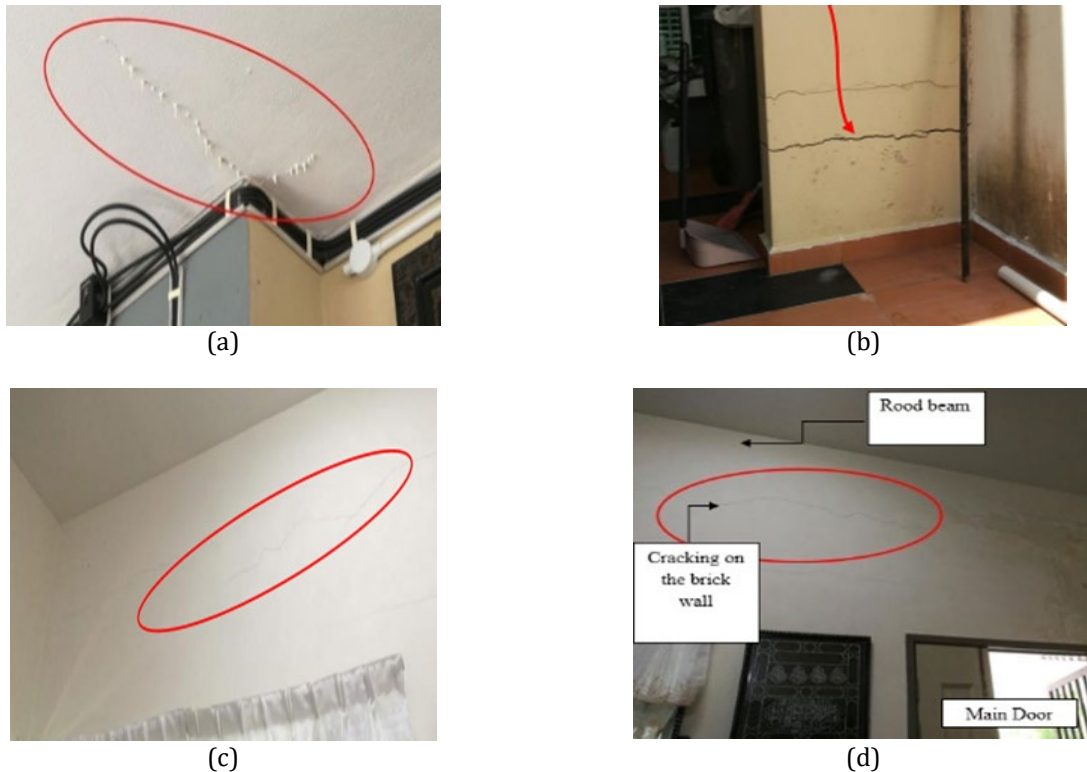 (a)
(b)
Rood beam
Cracking on
the brick
wall
Main Door
(c)
(d)